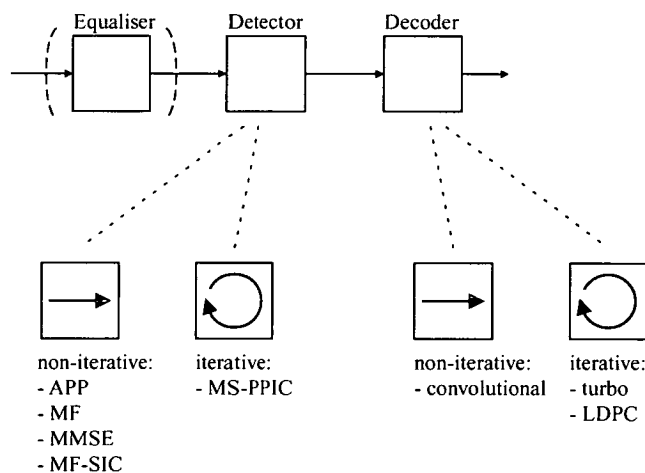 Equaliser Detector Decoder
non-iterative:
- APP
- MF
- MMSE
- MF-SIC
iterative:
- MS-PPIC
non-iterative:
- convolutional
iterative:
- turbo
- LDPC